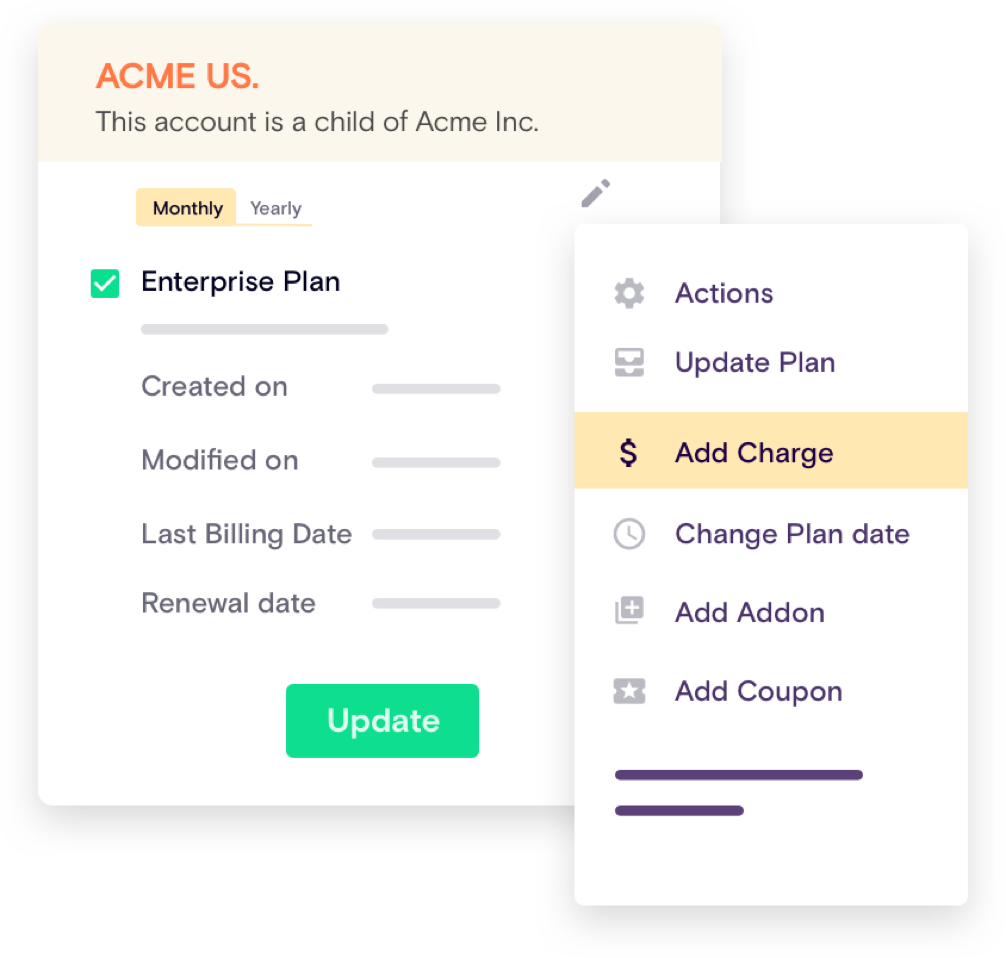 ACME US.
This account is a child of Acme Inc.
Monthly Yearly
Enterprise Plan
Created on
Modified on
Last Billing Date
Renewal date
Update
Actions
Update Plan
$ Add Charge
Change Plan date
Add Addon
Add Coupon